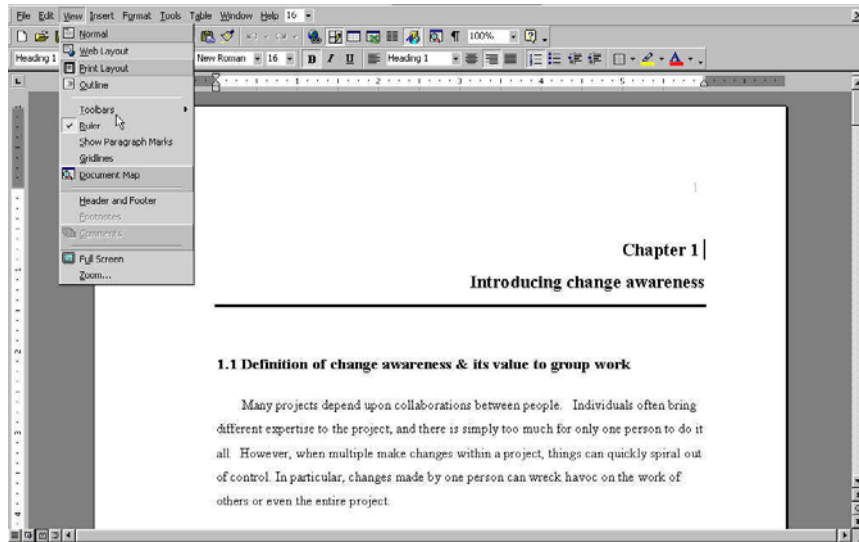 File Edit View Insert Format Tools Table Window Help 16
100%
Heading 1 New Roman 16 B I U Heading 1
Normal
Web Layout
Print Layout
Outline
Toolbars
Ruler
Show Paragraph Marks
Gridlines
Document Map
Header and Footer
Footnotes
Comments
Full Screen
Zoom...
1 2 3 4 5
1
Chapter 1
Introducing change awareness
1.1 Definition of change awareness & its value to group work
Many projects depend upon collaborations between people. Individuals often bring
different expertise to the project, and there is simply too much for only one person to do it
all. However, when multiple make changes within a project, things can quickly spiral out
of control. In particular, changes made by one person can wreck havoc on the work of
others or even the entire project.